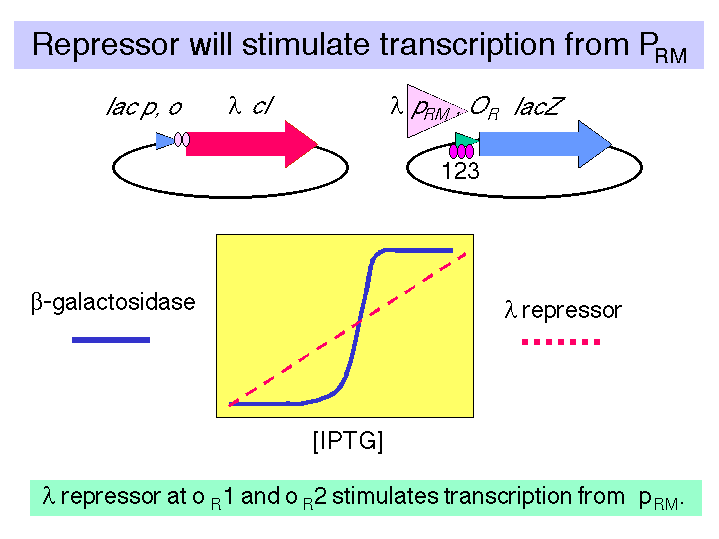 Repressor will stimulate transcription from PRM
lac p, o λ cI λ pRM , OR lacZ
123
β-galactosidase
λ repressor
[IPTG]
λ repressor at o R1 and o R2 stimulates transcription from pRM.